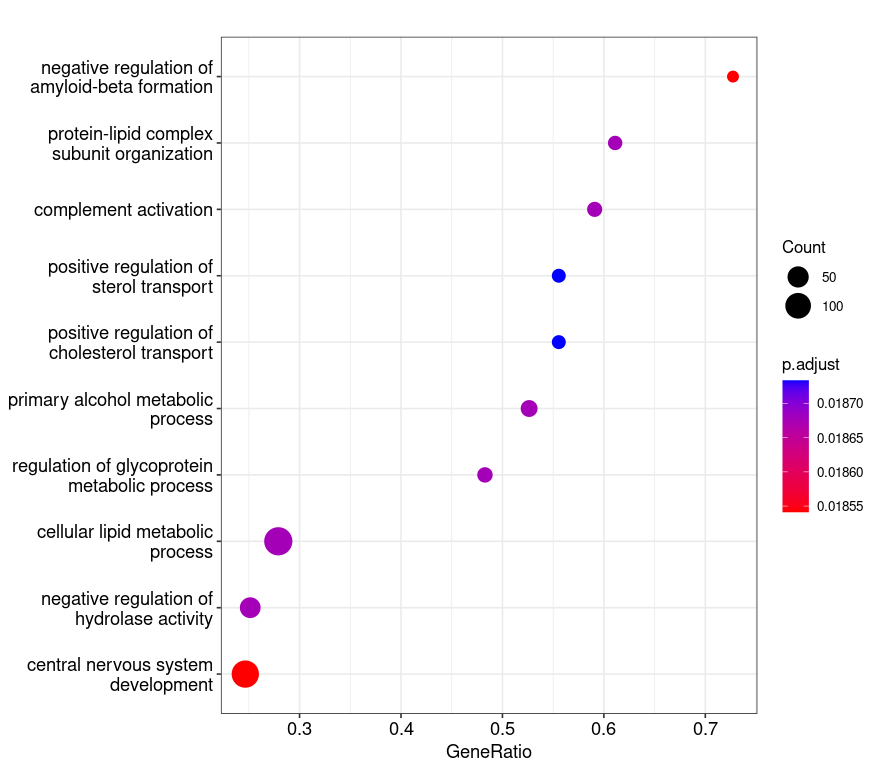 negative regulation of
amyloid-beta formation
protein-lipid complex
subunit organization
complement activation
positive regulation of
sterol transport
positive regulation of
cholesterol transport
primary alcohol metabolic
process
regulation of glycoprotein
metabolic process
cellular lipid metabolic
process
negative regulation of
hydrolase activity
central nervous system
development
0.3 0.4 0.5 0.6 0.7
GeneRatio
Count
50
100
p.adjust
0.01870
0.01865
0.01860
0.01855